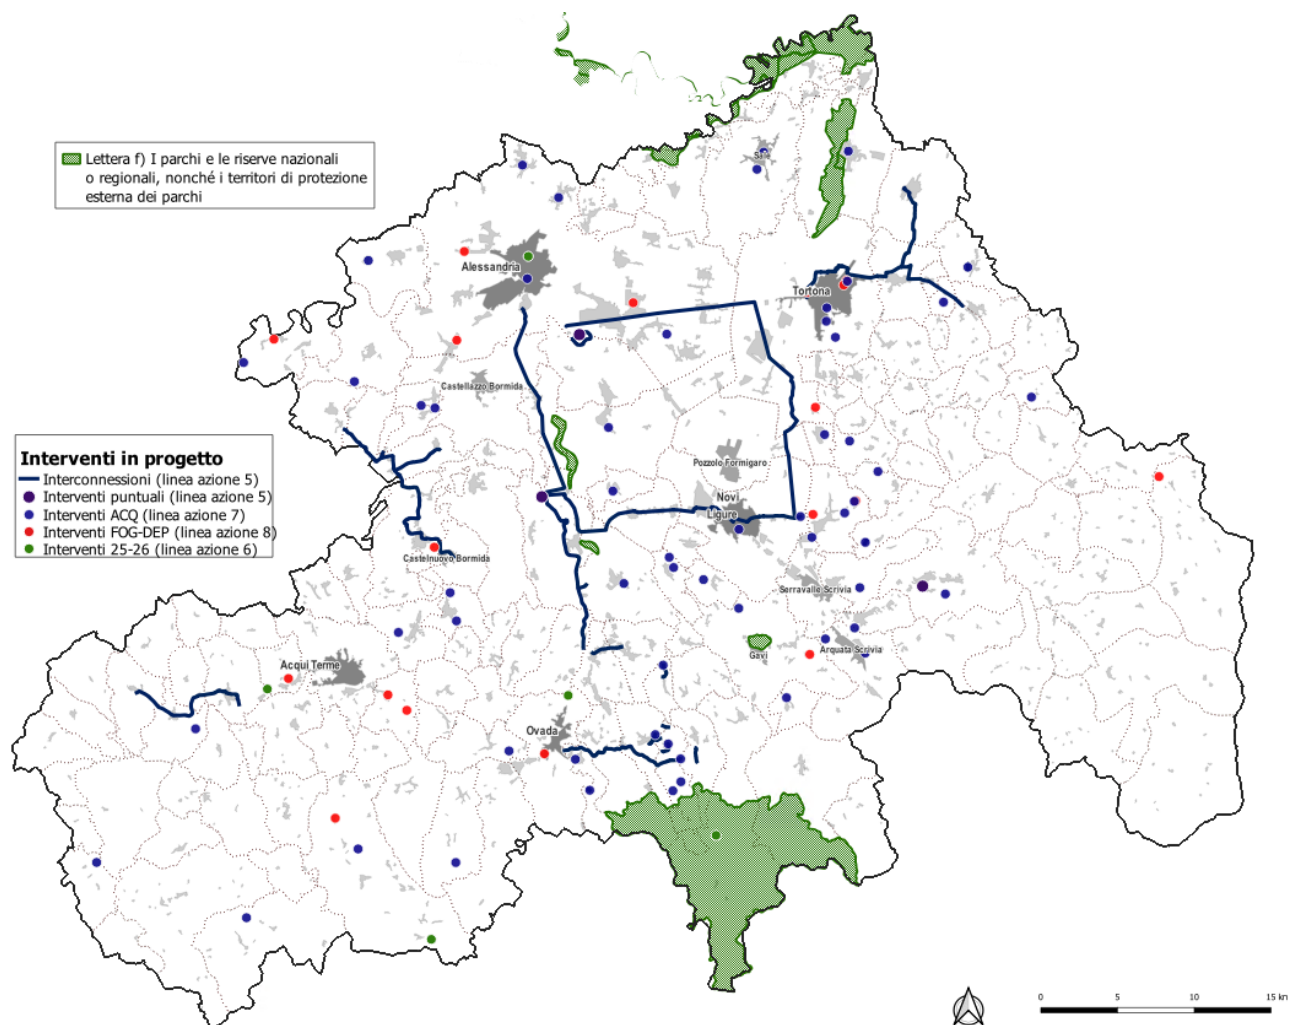 Lettera f) I parchi e le riserve nazionali
o regionali, nonché i territori di protezione
esterna dei parchi
Sale
Alessandria
Tortona
Castellazzo Bormida
Interventi in progetto
Interconnessioni (linea azione 5)
Interventi puntuali (linea azione 5)
Interventi ACQ (linea azione 7)
Interventi FOG-DEP (linea azione 8)
Interventi 25-26 (linea azione 6)
Pozzolo Formigaro
Novi
Ligure
Castelnuovo Bormida
Serravalle Scrivia
Gavi
Arquata Scrivia
Acqui Terme
Ovada
0 5 10 15 kn